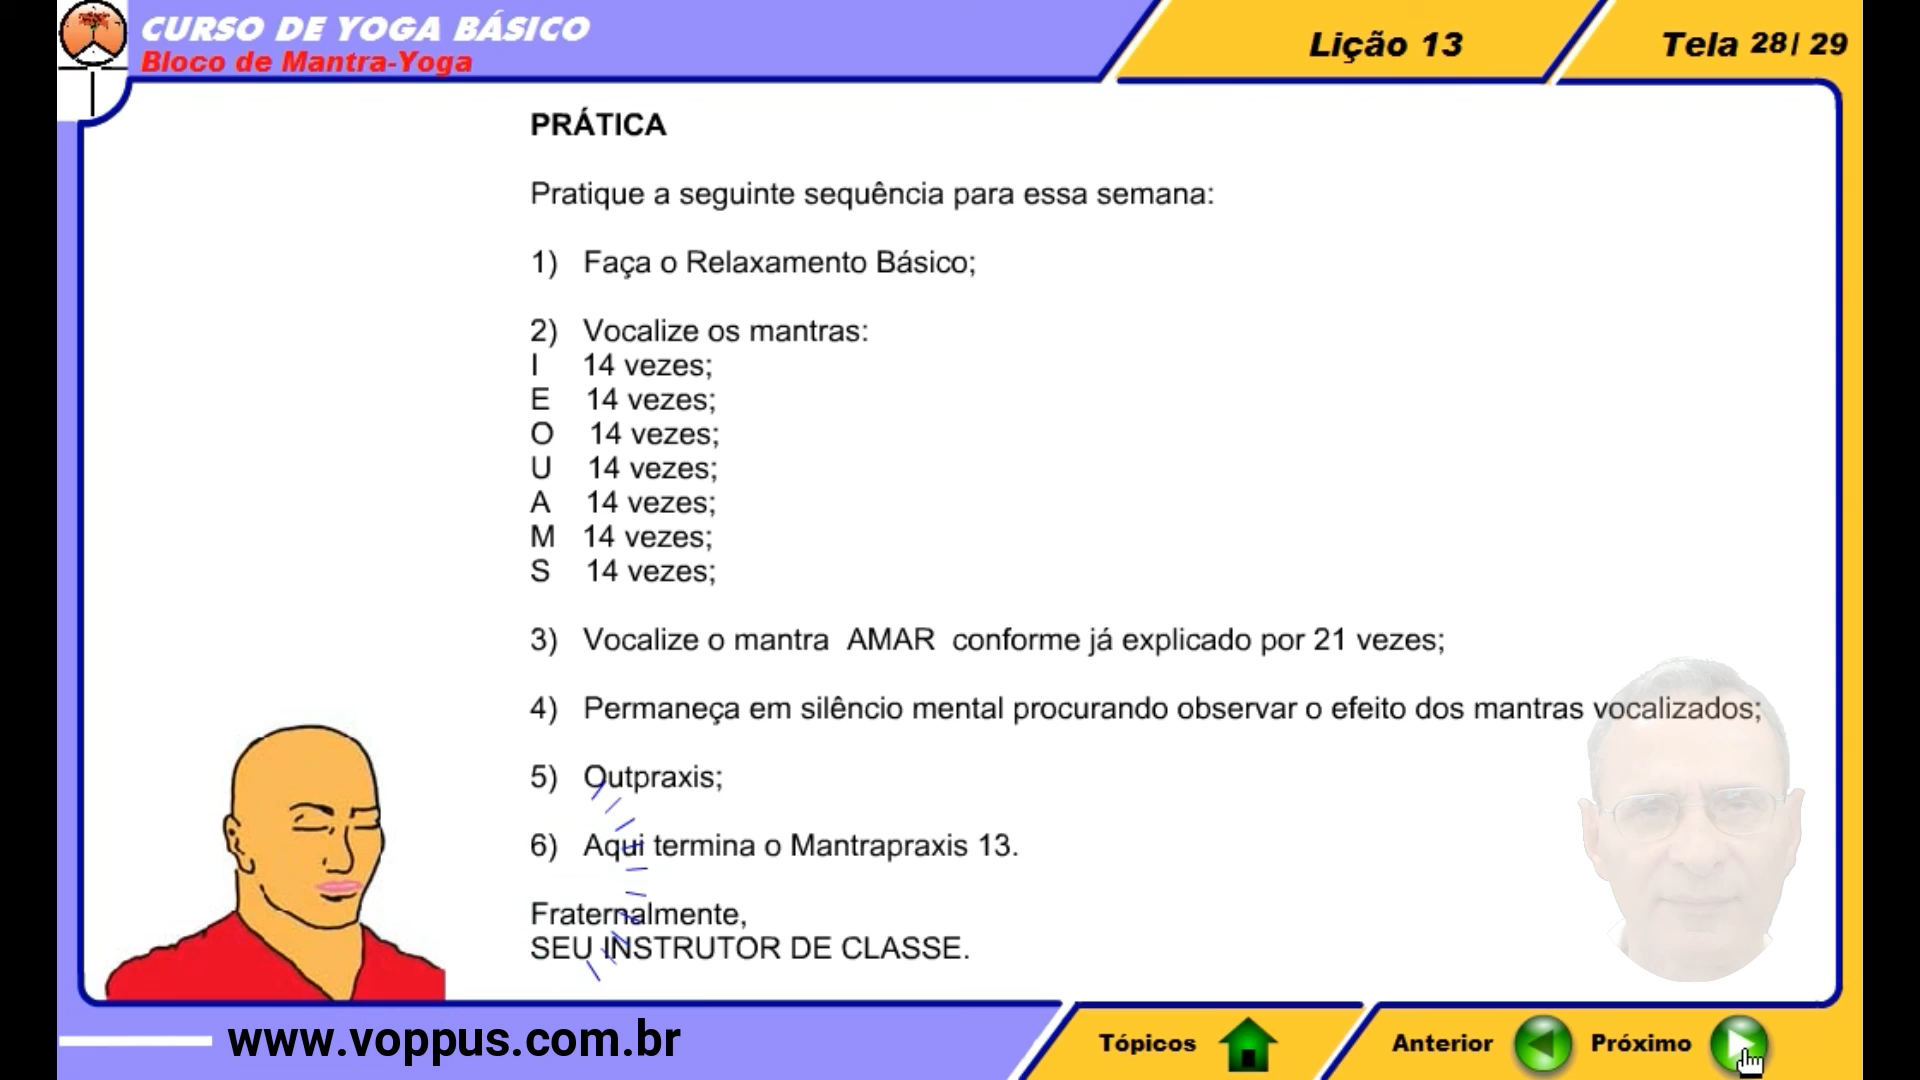 CURSO DE YOGA BÁSICO
Bloco de Mantra-Yoga
Lição 13
Tela 28/ 29
PRÁTICA
Pratique a seguinte sequência para essa semana:
1) Faça o Relaxamento Básico;
2) Vocalize os mantras:
I 14 vezes;
E 14 vezes;
O 14 vezes;
U 14 vezes;
A 14 vezes;
M 14 vezes;
S 14 vezes;
3) Vocalize o mantra AMAR conforme já explicado por 21 vezes;
4) Permaneça em silêncio mental procurando observar o efeito dos mantras vocalizados;
5) Outpraxis;
6) Aqui termina o Mantrapraxis 13.
Fraternalmente,
SEU INSTRUTOR DE CLASSE.
www.voppus.com.br
Tópicos
Anterior
Próximo